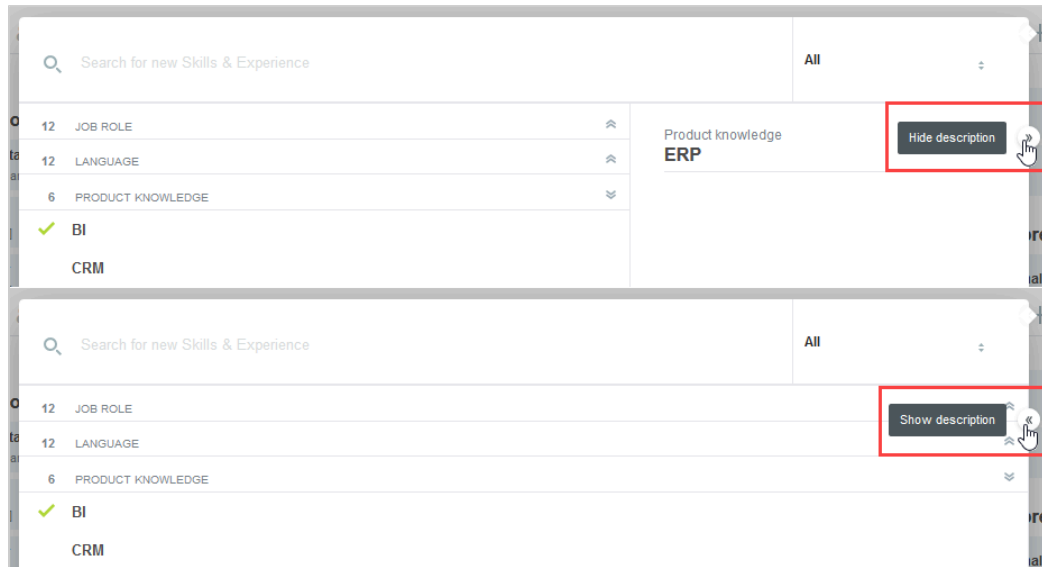 Search for new Skills & Experience
All
12 JOB ROLE
12 LANGUAGE
6 PRODUCT KNOWLEDGE
BI
CRM
Product knowledge
ERP
Hide description
Search for new Skills & Experience
All
12 JOB ROLE
12 LANGUAGE
6 PRODUCT KNOWLEDGE
BI
CRM
Show description